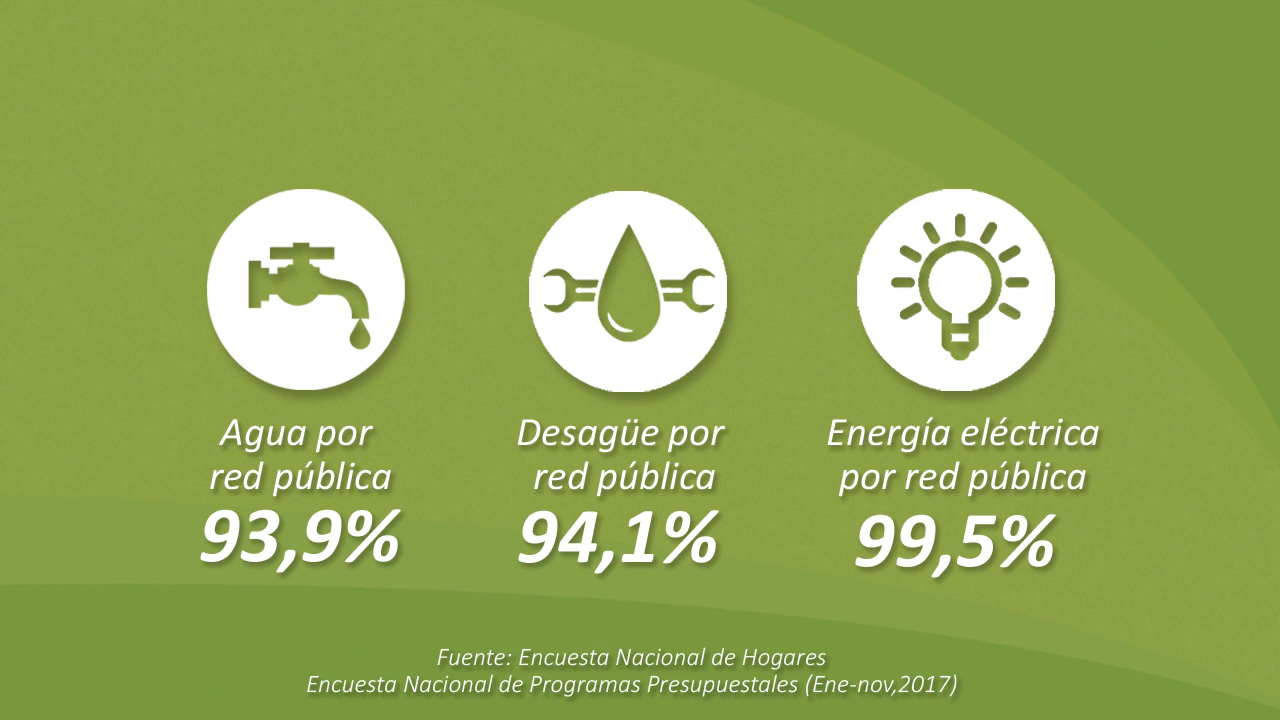 Agua por
red pública
93,9%
Desagüe por
red pública
94,1%
Energía eléctrica
por red pública
99,5%
Fuente: Encuesta Nacional de Hogares
Encuesta Nacional de Programas Presupuestales (Ene-nov,2017)